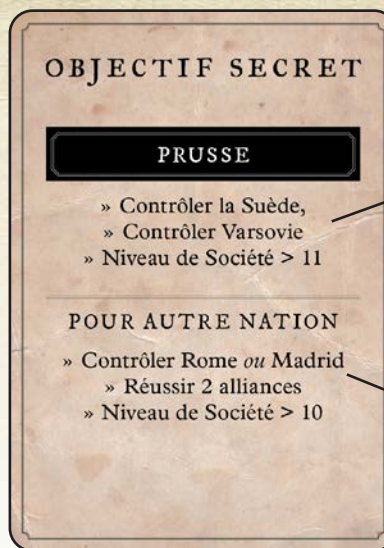 OBJECTIF SECRET
PRUSSE
» Contrôler la Suède,
» Contrôler Varsovie
» Niveau de Société > 11
POUR AUTRE NATION
» Contrôler Rome ou Madrid
» Réussir 2 alliances
» Niveau de Société > 10